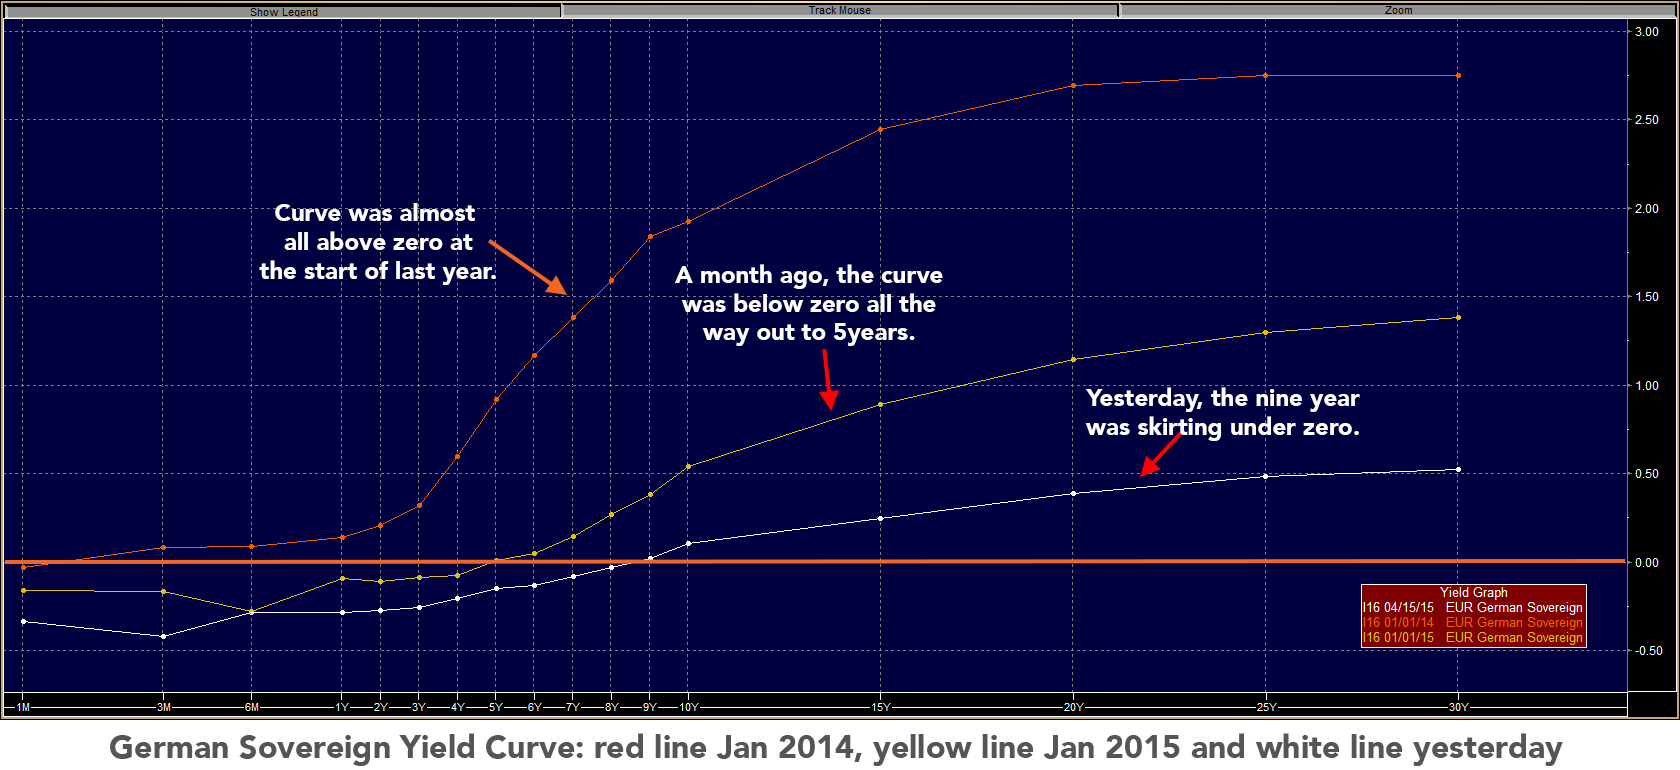 Show Legend
Track Mouse
Zoom
3.00
2.50
2.00
1.50
1.00
0.50
0.00
-0.50
Curve was almost
all above zero at
the start of last year.
A month ago, the curve
was below zero all the
way out to 5years.
Yesterday, the nine year
was skirting under zero.
Yield Graph
I16 04/15/15 EUR German Sovereign
I16 01/01/14 EUR German Sovereign
I16 01/01/15 EUR German Sovereign
1M 3M 6M 1Y 2Y 3Y 4Y 5Y 6Y 7Y 8Y 9Y 10Y 15Y 20Y 25Y 30Y
German Sovereign Yield Curve: red line Jan 2014, yellow line Jan 2015 and white line yesterday